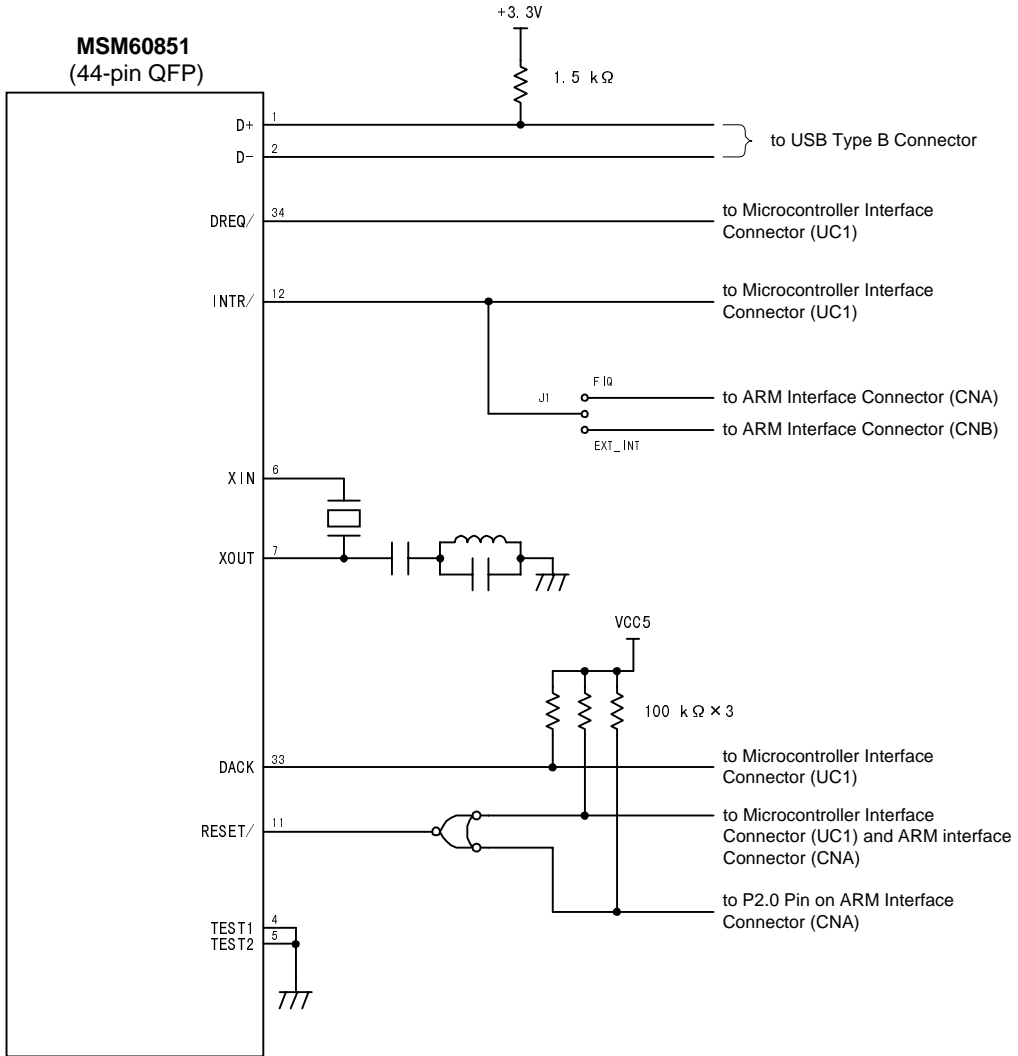 +3.3V
MSM60851
(44-pin QFP)
1.5 kΩ
D+ 1
to USB Type B Connector
D- 2
DREQ/ 34
to Microcontroller Interface
Connector (UC1)
INTR/ 12
to Microcontroller Interface
Connector (UC1)
FIQ
J1
to ARM Interface Connector (CNA)
to ARM Interface Connector (CNB)
EXT_INT
XIN 6
XOUT 7
VCC5
100 kΩ×3
DACK 33
to Microcontroller Interface
Connector (UC1)
RESET/ 11
to Microcontroller Interface
Connector (UC1) and ARM interface
Connector (CNA)
to P2.0 Pin on ARM Interface
Connector (CNA)
TEST1 4
TEST2 5